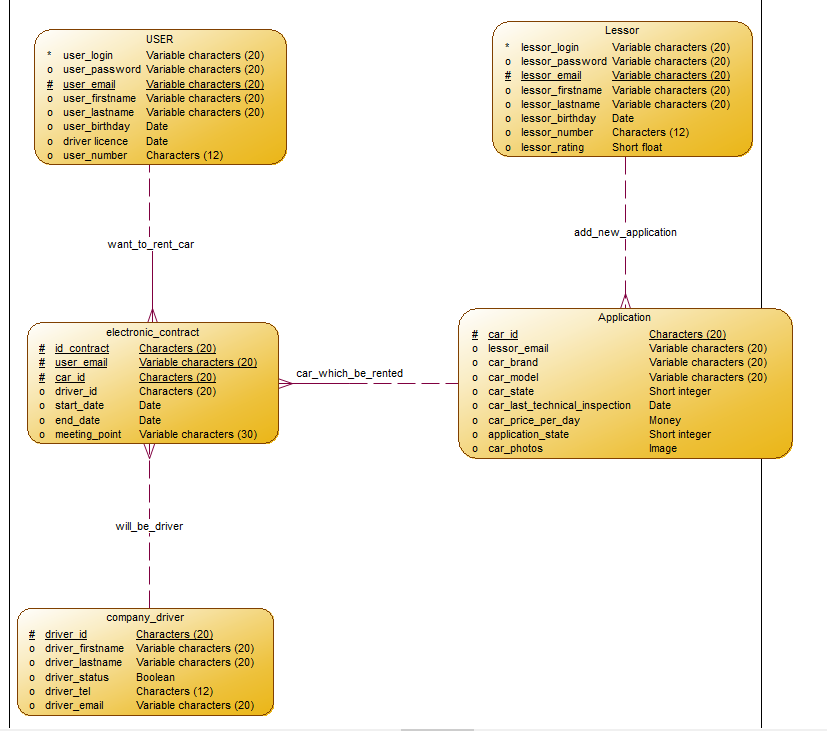 USER
* user_login Variable characters (20)
o user_password Variable characters (20)
# user_email Variable characters (20)
o user_firstname Variable characters (20)
o user_lastname Variable characters (20)
o user_birthday Date
o driver licence Date
o user_number Characters (12)
Lessor
* lessor_login Variable characters (20)
o lessor_password Variable characters (20)
# lessor_email Variable characters (20)
o lessor_firstname Variable characters (20)
o lessor_lastname Variable characters (20)
o lessor_birthday Date
o lessor_number Characters (12)
o lessor_rating Short float
want_to_rent_car
add_new_application
electronic_contract
# id_contract Characters (20)
# user_email Variable characters (20)
# car_id Characters (20)
o driver_id Characters (20)
o start_date Date
o end_date Date
o meeting_point Variable characters (30)
car_which_be_rented
Application
# car_id Characters (20)
o lessor_email Variable characters (20)
o car_brand Variable characters (20)
o car_model Variable characters (20)
o car_state Short integer
o car_last_technical_inspection Date
o car_price_per_day Money
o application_state Short integer
o car_photos Image
will_be_driver
company_driver
# driver_id Characters (20)
o driver_firstname Variable characters (20)
o driver_lastname Variable characters (20)
o driver_status Boolean
o driver_tel Characters (12)
o driver_email Variable characters (20)